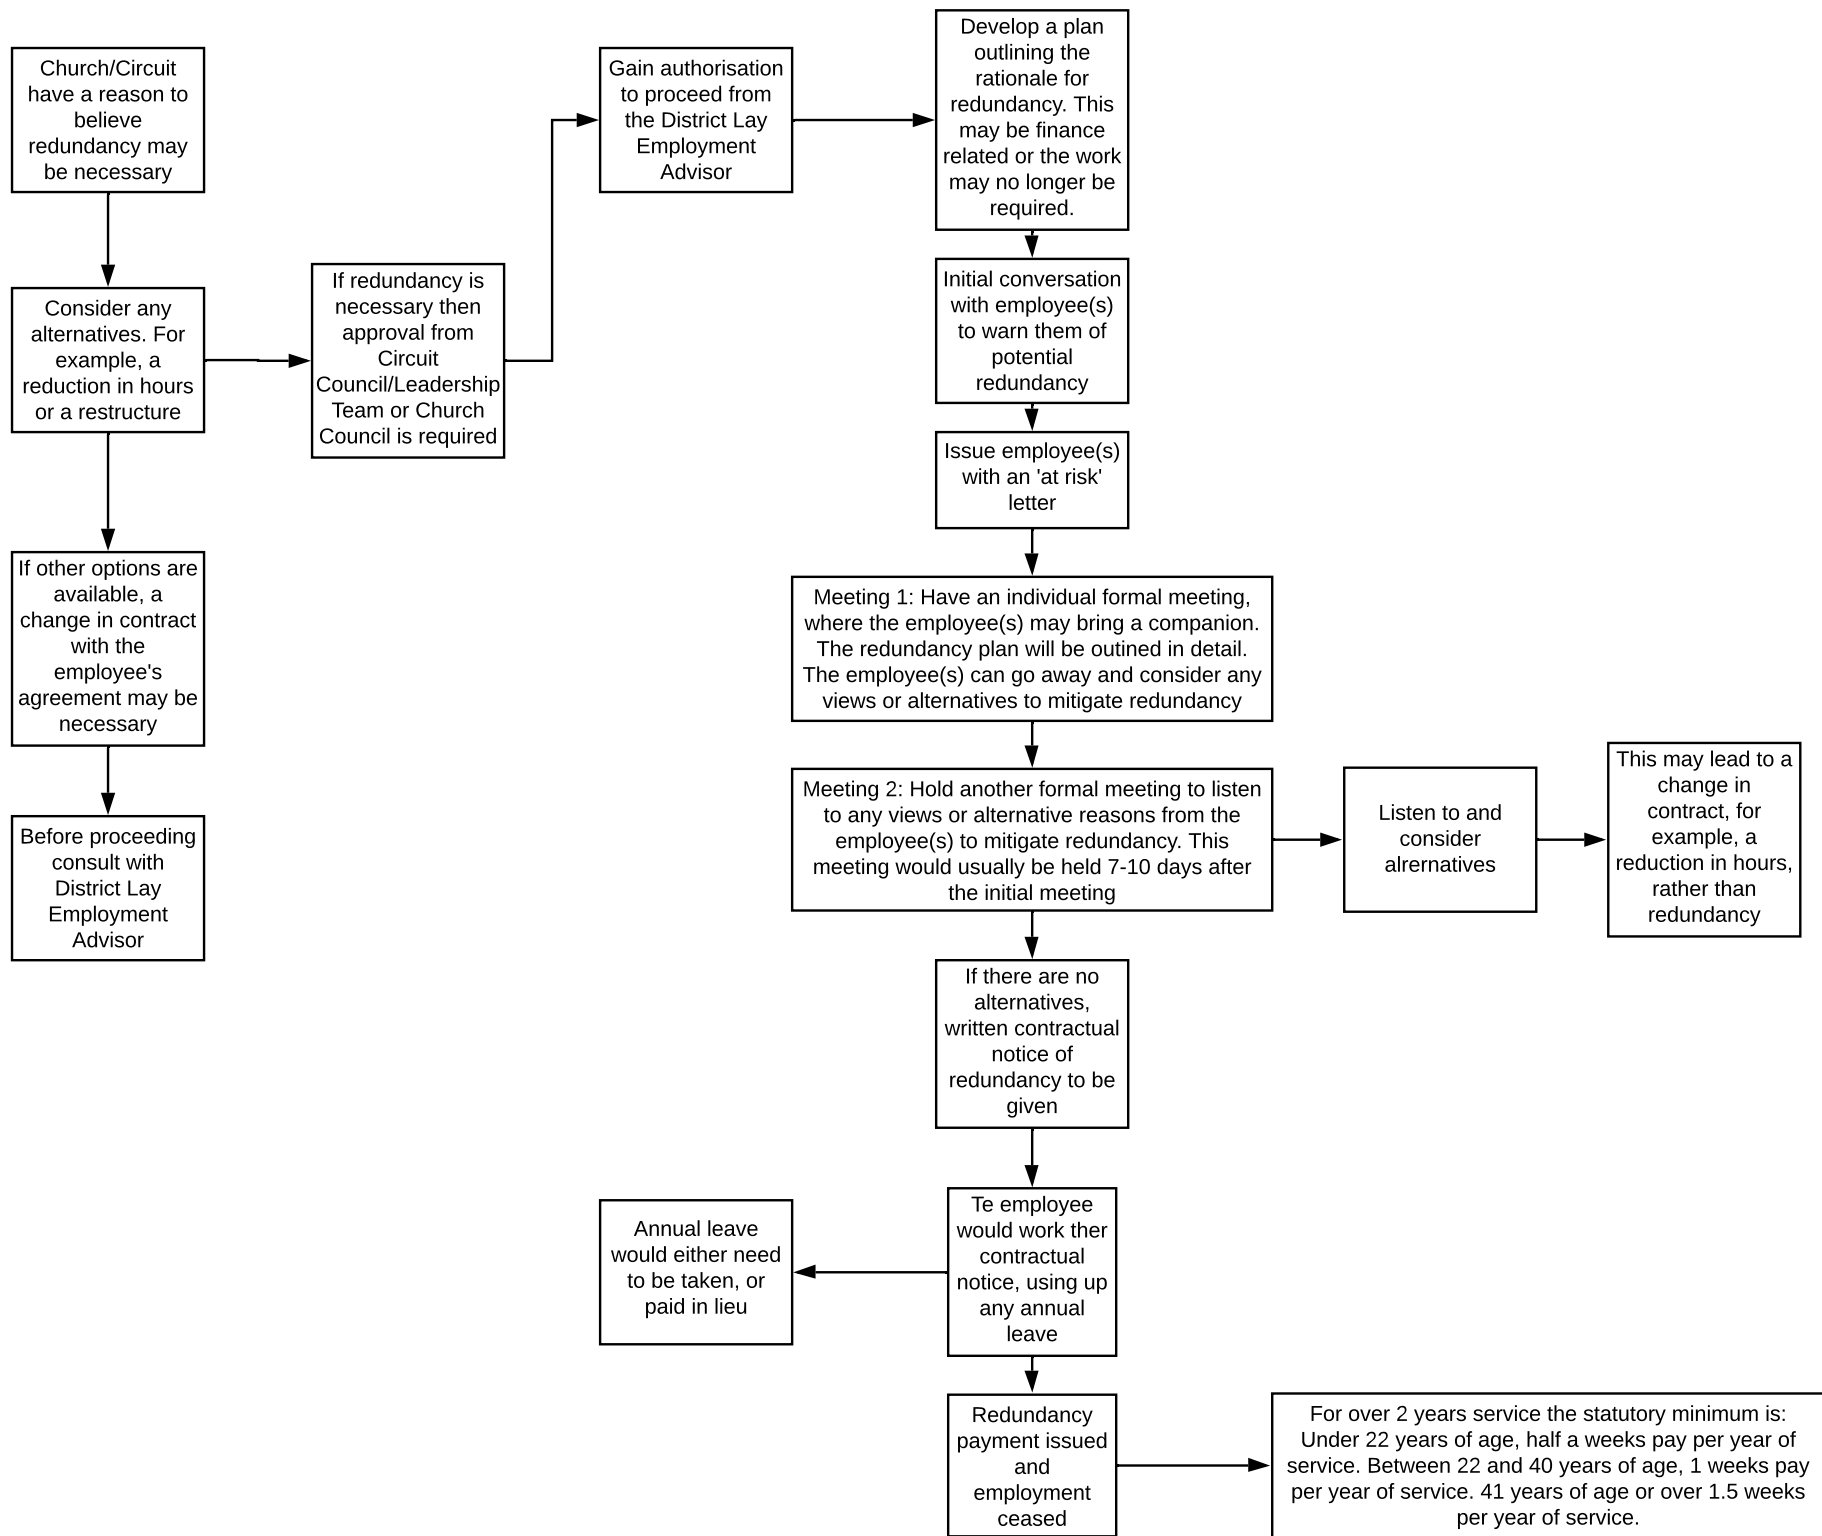 Church/Circuit
have a reason to
believe
redundancy may
be necessary
Consider any
alternatives. For
example, a
reduction in hours
or a restructure
If other options are
available, a
change in contract
with the
employee's
agreement may be
necessary
Before proceeding
consult with
District Lay
Employment
Advisor
If redundancy is
necessary then
approval from
Circuit
Council/Leadership
Team or Church
Council is required
Gain authorisation
to proceed from
the District Lay
Employment
Advisor
Develop a plan
outlining the
rationale for
redundancy. This
may be finance
related or the work
may no longer be
required.
Initial conversation
with employee(s)
to warn them of
potential
redundancy
Issue employee(s)
with an 'at risk'
letter
Meeting 1: Have an individual formal meeting,
where the employee(s) may bring a companion.
The redundancy plan will be outined in detail.
The employee(s) can go away and consider any
views or alternatives to mitigate redundancy
Meeting 2: Hold another formal meeting to listen
to any views or alternative reasons from the
employee(s) to mitigate redundancy. This
meeting would usually be held 7-10 days after
the initial meeting
Listen to and
consider
alrernatives
This may lead to a
change in
contract, for
example, a
reduction in hours,
rather than
redundancy
If there are no
alternatives,
written contractual
notice of
redundancy to be
given
Te employee
would work ther
contractual
notice, using up
any annual
leave
Annual leave
would either need
to be taken, or
paid in lieu
Redundancy
payment issued
and
employment
ceased
For over 2 years service the statutory minimum is:
Under 22 years of age, half a weeks pay per year of
service. Between 22 and 40 years of age, 1 weeks pay
per year of service. 41 years of age or over 1.5 weeks
per year of service.